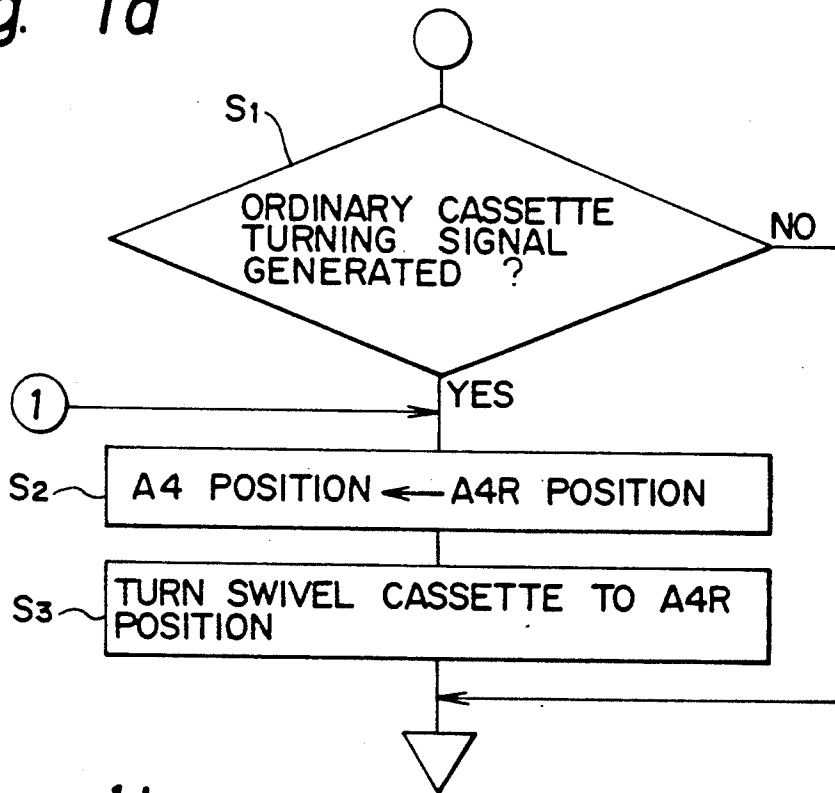 Fig. 1a
S1
ORDINARY CASSETTE
TURNING SIGNAL
GENERATED ?
NO
YES
1
S2
A4 POSITION ← A4R POSITION
S3
TURN SWIVEL CASSETTE TO A4R
POSITION